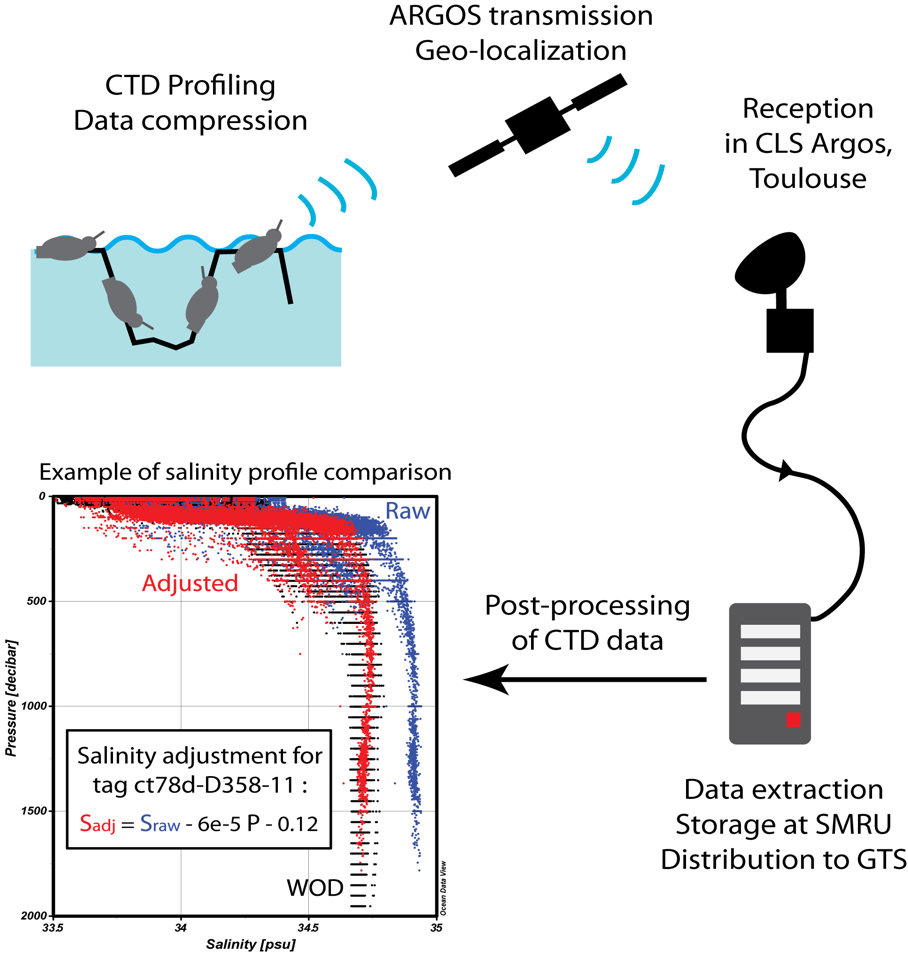 ARGOS transmission
Geo-localization
CTD Profiling
Data compression
Reception
in CLS Argos,
Toulouse
Example of salinity profile comparison
0
Raw
Adjusted
500
Pressure [decibar]
1000
Salinity adjustment for
tag ct78d-D358-11 :
Sadj = Sraw - 6e-5 P - 0.12
1500
WOD
Ocean Data View
2000
33.5
34
34.5
35
Salinity [psu]
Post-processing
of CTD data
Data extraction
Storage at SMRU
Distribution to GTS